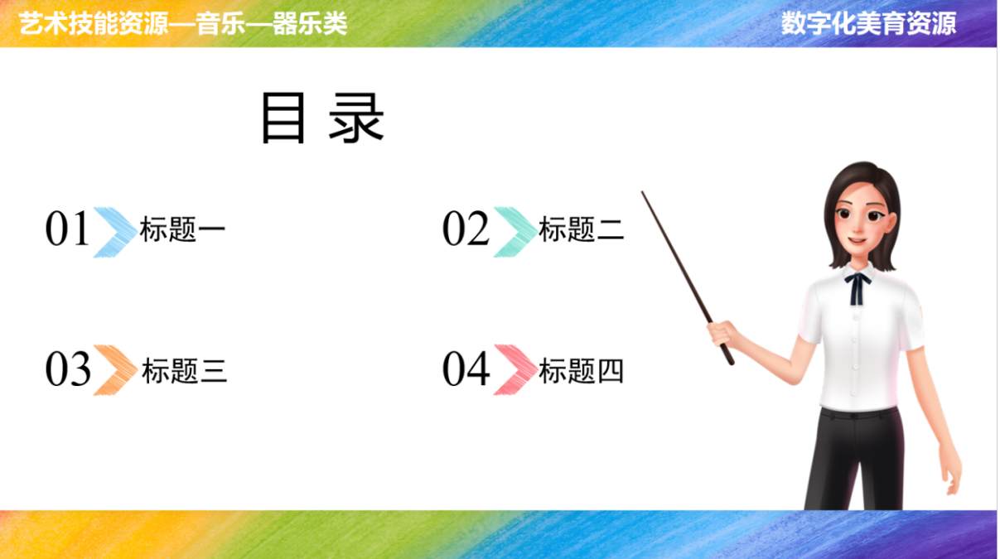 艺术技能资源—音乐—器乐类
数字化美育资源
目 录
01 标题一
02 标题二
03 标题三
04 标题四